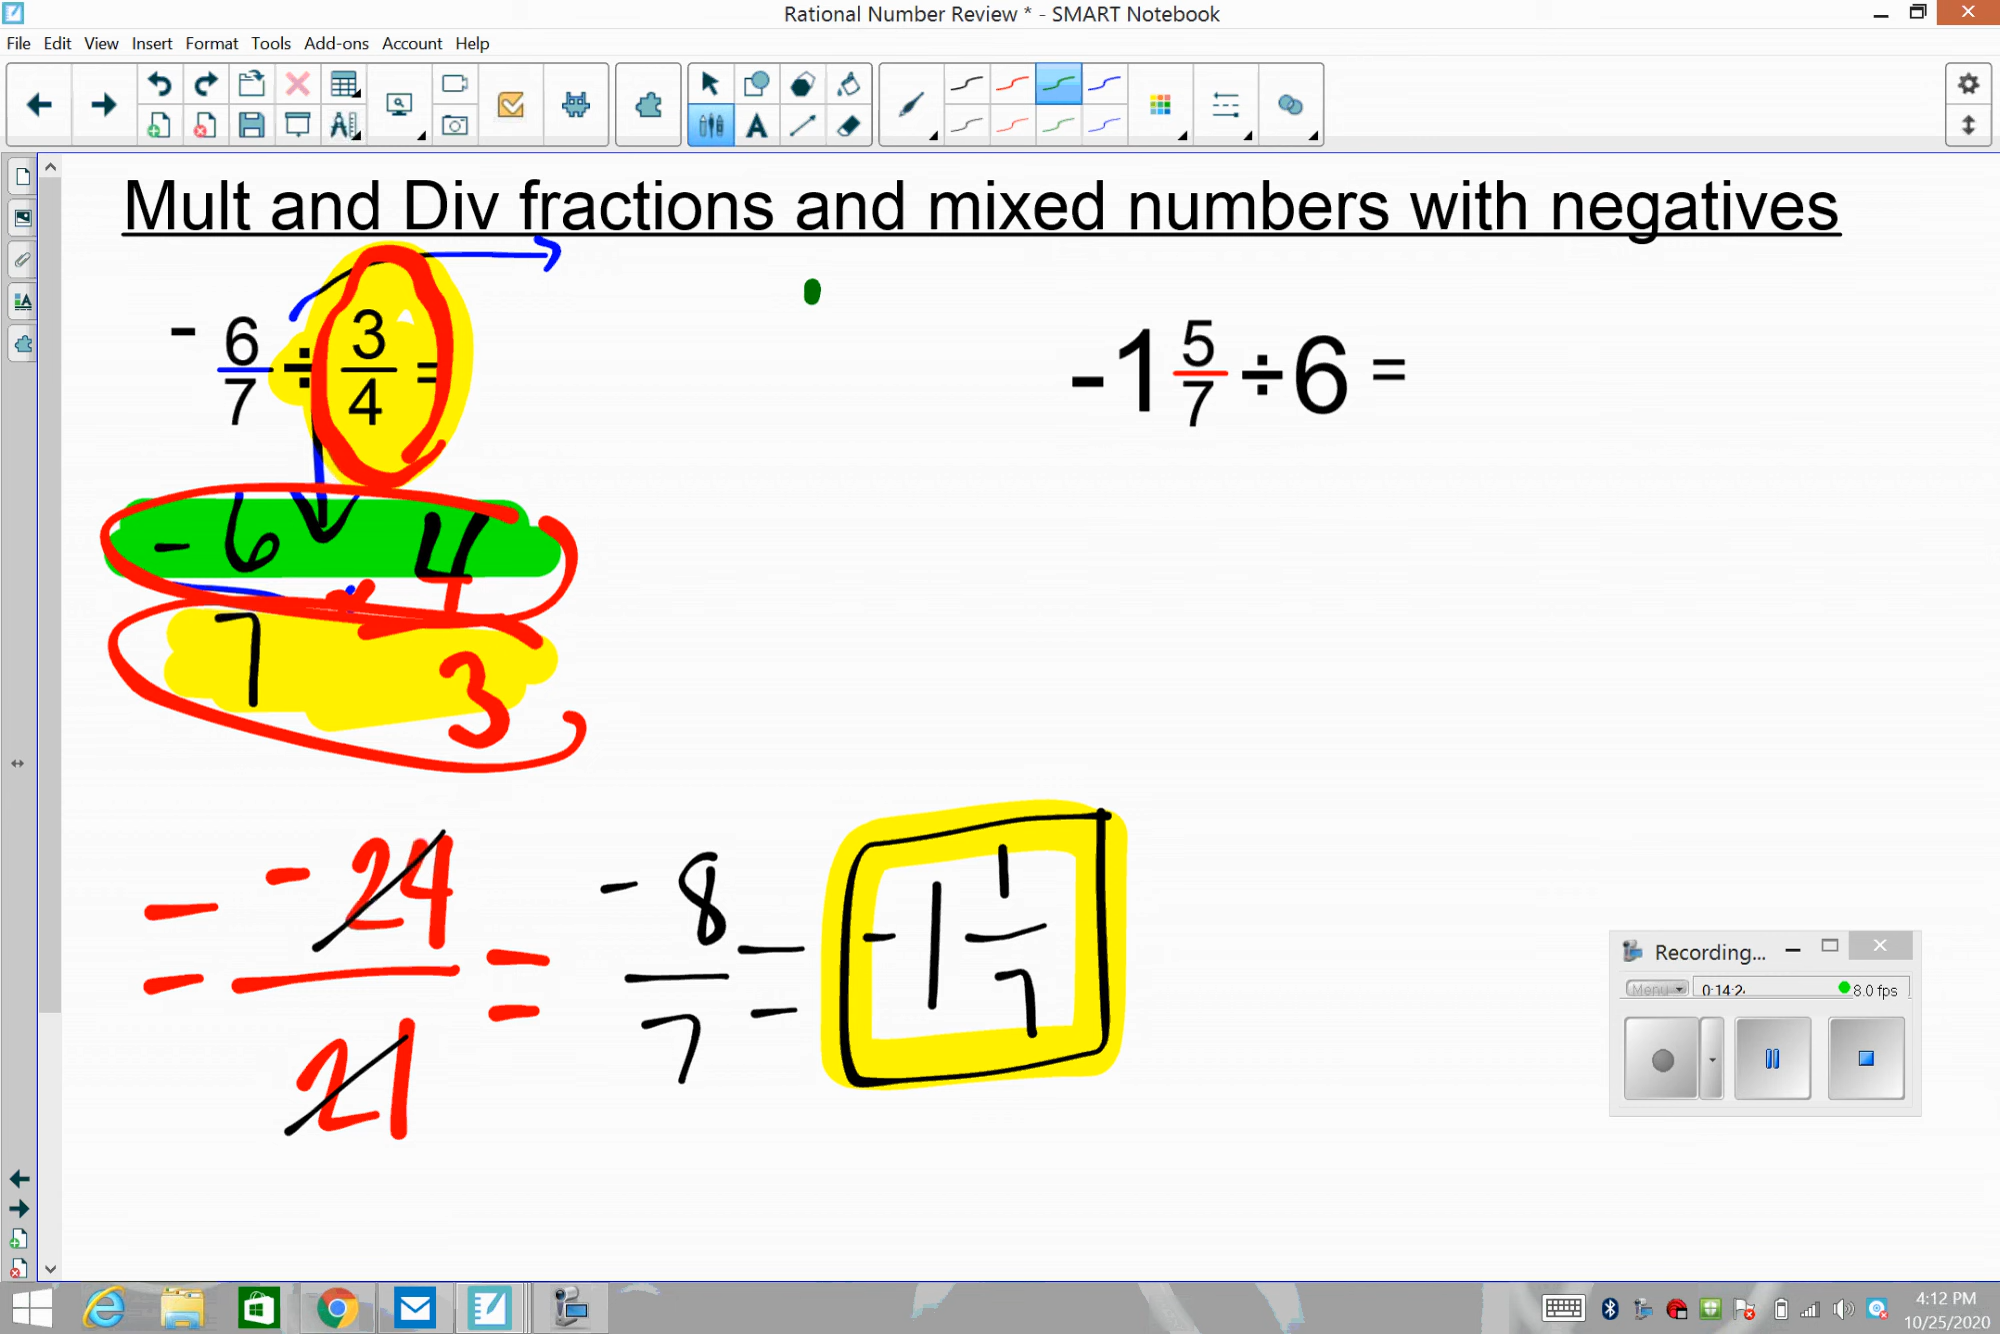 Rational Number Review * - SMART Notebook
File Edit View Insert Format Tools Add-ons Account Help
Mult and Div fractions and mixed numbers with negatives
- 6/7 ÷ 3/4 =
-1 5/7 ÷ 6 =
-6 4
7 3
= -24/21 = -8/7 = -1 1/7
Recording...
Menu 0:14:2 8.0 fps
4:12 PM
10/25/2020